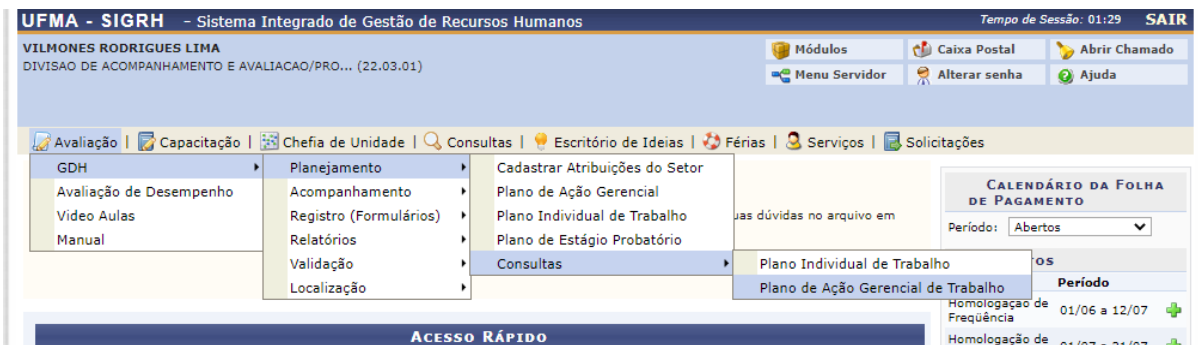 UFMA - SIGRH - Sistema Integrado de Gestão de Recursos Humanos
Tempo de Sessão: 01:29 SAIR
VILMONES RODRIGUES LIMA
DIVISAO DE ACOMPANHAMENTO E AVALIACAO/PRO... (22.03.01)
Módulos Caixa Postal Abrir Chamado
Menu Servidor Alterar senha Ajuda
Avaliação | Capacitação | Chefia de Unidade | Consultas | Escritório de Ideias | Férias | Serviços | Solicitações
GDH
Avaliação de Desempenho
Video Aulas
Manual
Planejamento
Acompanhamento
Registro (Formulários)
Relatórios
Validação
Localização
Cadastrar Atribuições do Setor
Plano de Ação Gerencial
Plano Individual de Trabalho
Plano de Estágio Probatório
Consultas
Plano Individual de Trabalho
Plano de Ação Gerencial de Trabalho
dúvidas no arquivo em
CALENDÁRIO DA FOLHA
DE PAGAMENTO
Período: Abertos
Período
Homologação de
Freqüência 01/06 a 12/07
Homologação de
ACESSO RÁPIDO